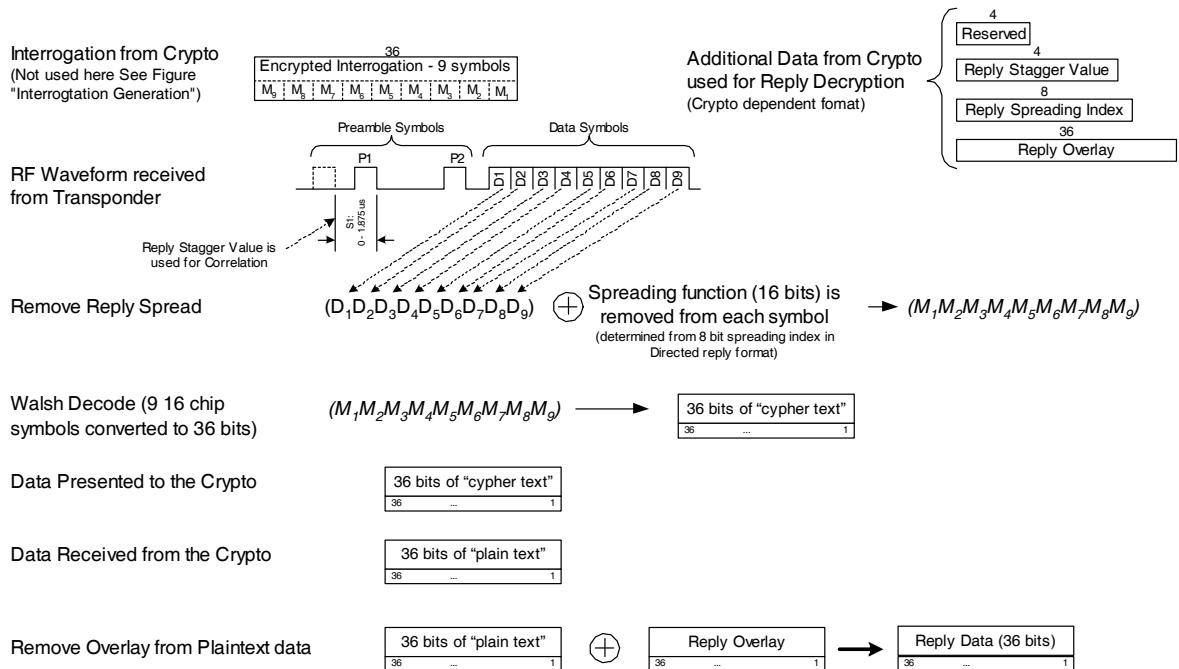 Interrogation from Crypto
(Not used here See Figure
"Interrogtation Generation")
36
Encrypted Interrogation - 9 symbols
M9 M8 M7 M6 M5 M4 M3 M2 M1
Additional Data from Crypto
used for Reply Decryption
(Crypto dependent fomat)
4
Reserved
4
Reply Stagger Value
8
Reply Spreading Index
36
Reply Overlay
Preamble Symbols
Data Symbols
RF Waveform received
from Transponder
P1
P2
D1 D2 D3 D4 D5 D6 D7 D8 D9
S1:
0 - 1.875 us
Reply Stagger Value is
used for Correlation
Remove Reply Spread
(D1D2D3D4D5D6D7D8D9)
Spreading function (16 bits) is
removed from each symbol
(determined from 8 bit spreading index in
Directed reply format)
(M1M2M3M4M5M6M7M8M9)
Walsh Decode (9 16 chip
symbols converted to 36 bits)
(M1M2M3M4M5M6M7M8M9)
36 bits of "cypher text"
36 ... 1
Data Presented to the Crypto
36 bits of “cypher text”
36 ... 1
Data Received from the Crypto
36 bits of “plain text”
36 ... 1
Remove Overlay from Plaintext data
36 bits of “plain text”
36 ... 1
Reply Overlay
36 ... 1
Reply Data (36 bits)
36 ... 1